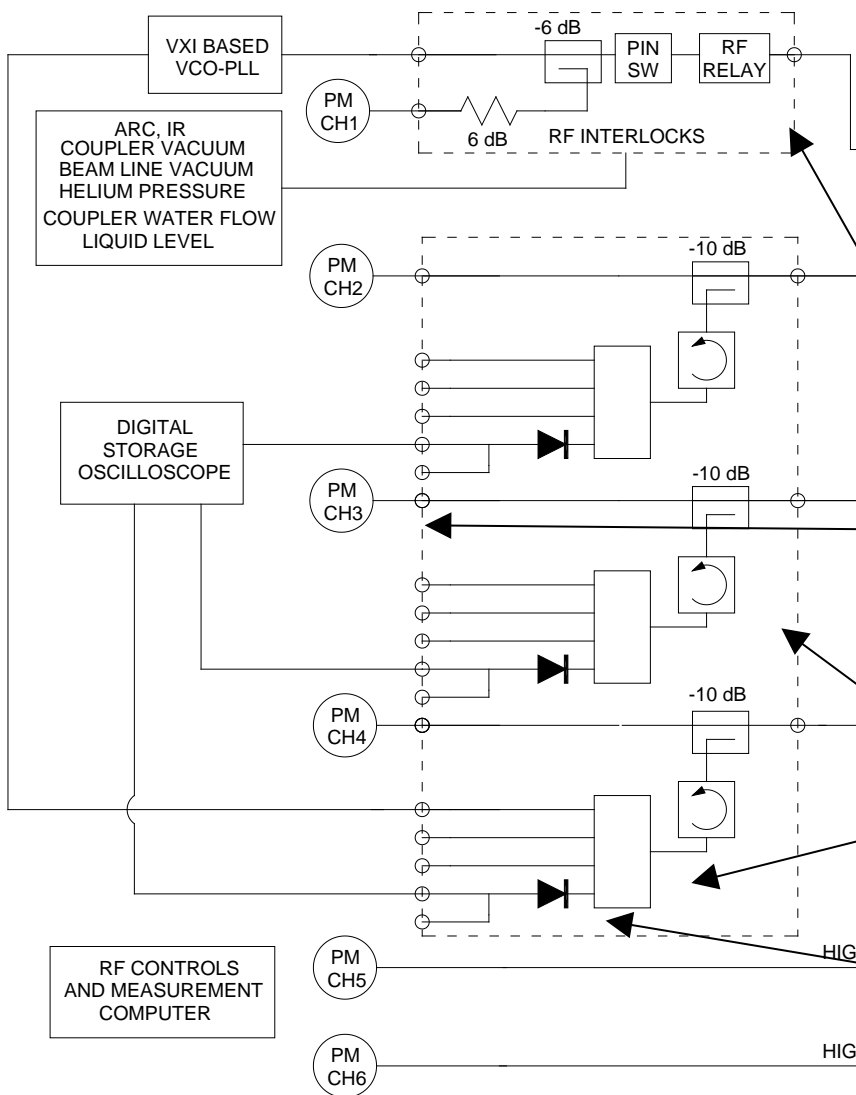 VXI BASED
VCO-PLL
-6 dB
PIN
SW
RF
RELAY
PM
CH1
6 dB
RF INTERLOCKS
ARC, IR
COUPLER VACUUM
BEAM LINE VACUUM
HELIUM PRESSURE
COUPLER WATER FLOW
LIQUID LEVEL
-10 dB
PM
CH2
DIGITAL
STORAGE
OSCILLOSCOPE
-10 dB
PM
CH3
-10 dB
PM
CH4
RF CONTROLS
AND MEASUREMENT
COMPUTER
PM
CH5
HIG
PM
CH6
HIG